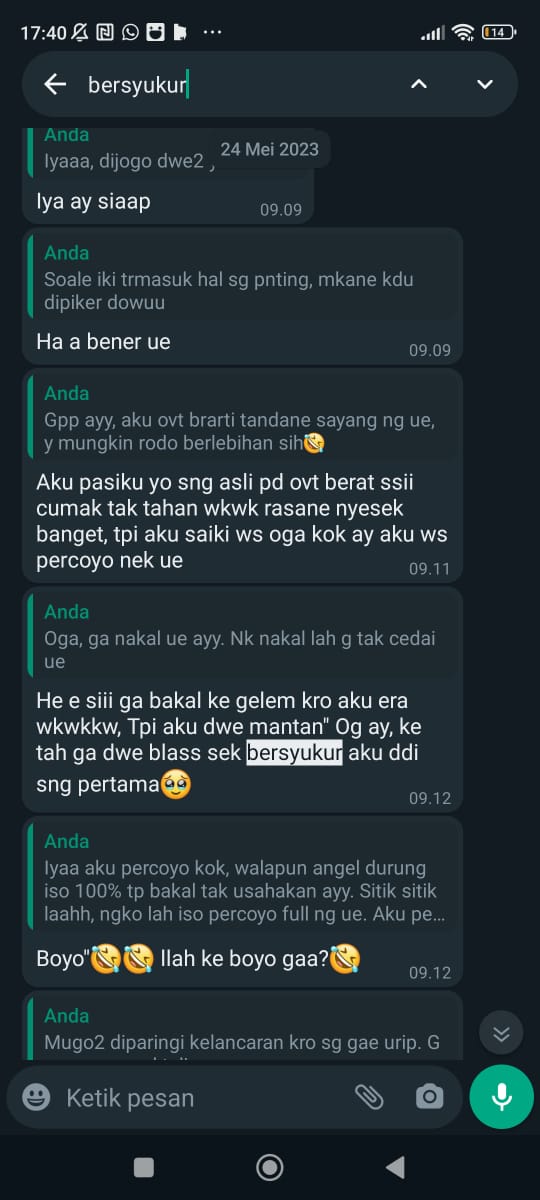 17:40
14
bersyukur
Anda
Iyaaa, dijogo dwe2
24 Mei 2023
Iya ay siaap
09.09
Anda
Soale iki trmasuk hal sg pnting, mkane kdu
dipiker dowuu
Ha a bener ue
09.09
Anda
Gpp ayy, aku ovt brarti tandane sayang ng ue,
y mungkin rodo berlebihan sih🤣
Aku pasiku yo sng asli pd ovt berat ssii
cumak tak tahan wkwk rasane nyesek
banget, tpi aku saiki ws oga kok ay aku ws
percoyo nek ue
09.11
Anda
Oga, ga nakal ue ayy. Nk nakal lah g tak cedai
ue
He e siii ga bakal ke gelem kro aku era
wkwkkw, Tpi aku dwe mantan" Og ay, ke
tah ga dwe blass sek bersyukur aku ddi
sng pertama🥹
09.12
Anda
Iyaa aku percoyo kok, walapun angel durung
iso 100% tp bakal tak usahakan ayy. Sitik sitik
laahh, ngko lah iso percoyo full ng ue. Aku pe...
Boyo"🤣🤣 llah ke boyo gaa?🤣
09.12
Anda
Mugo2 diparingi kelancaran kro sg gae urip. G
Ketik pesan